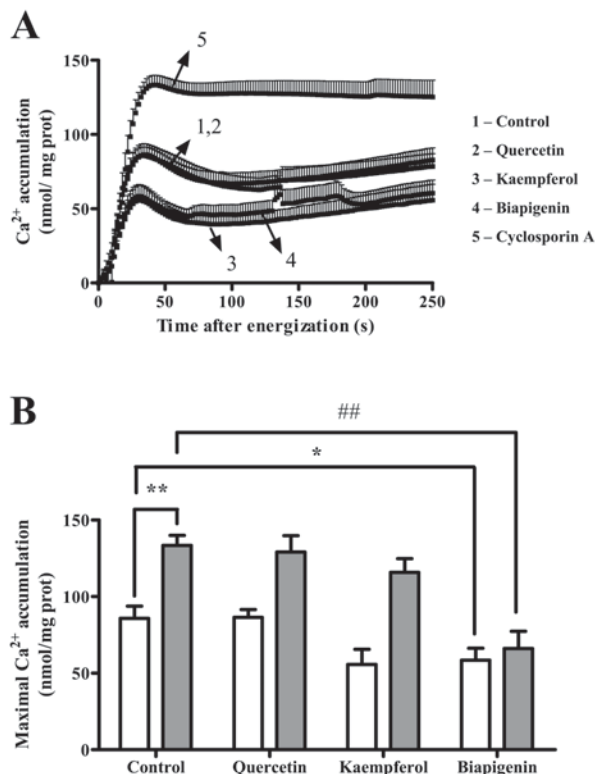 A
150
100
50
0
Ca²⁺ accumulation
(nmol/ mg prot)
5
1,2
3
4
0 50 100 150 200 250
Time after energization (s)
1 – Control
2 – Quercetin
3 – Kaempferol
4 – Biapigenin
5 – Cyclosporin A
B
##
*
**
150
100
50
0
Maximal Ca²⁺ accumulation
(nmol/mg prot)
Control Quercetin Kaempferol Biapigenin